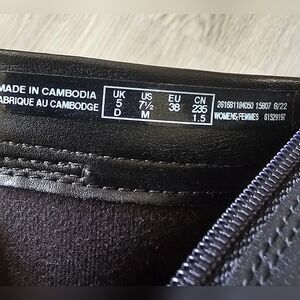 MADE IN CAMBODIA
FABRIQUE AU CAMBODGE
UK US EU CN
5 7½ 38 235
D M 1.5
261681184050 15807 8/22
WOMENS/FEMMES 61529197